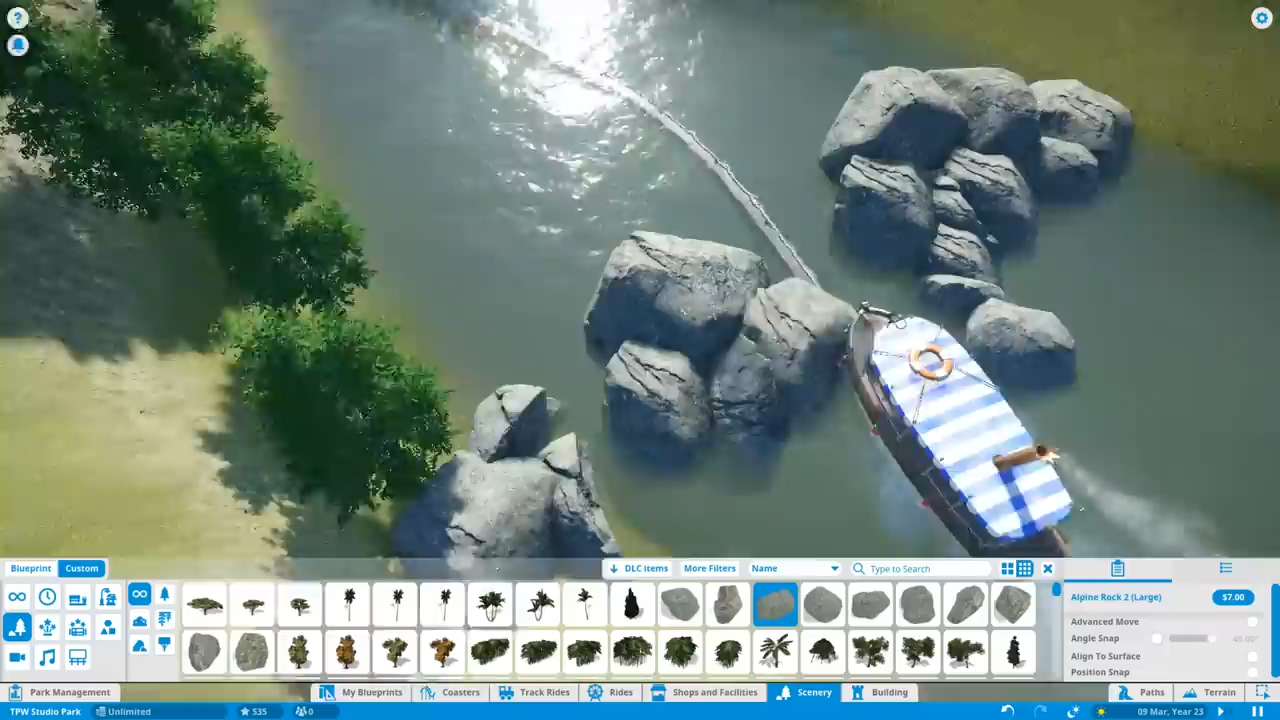 ?
Blueprint Custom DLC items More Filters Name Type to Search
Alpine Rock 2 (Large) $7.00
Advanced Move
Angle Snap 45.00°
Align To Surface
Position Snap
Park Management My Blueprints Coasters Track Rides Rides Shops and Facilities Scenery Building Paths Terrain
TPW Studio Park Unlimited 535 0 09 Mar, Year 23